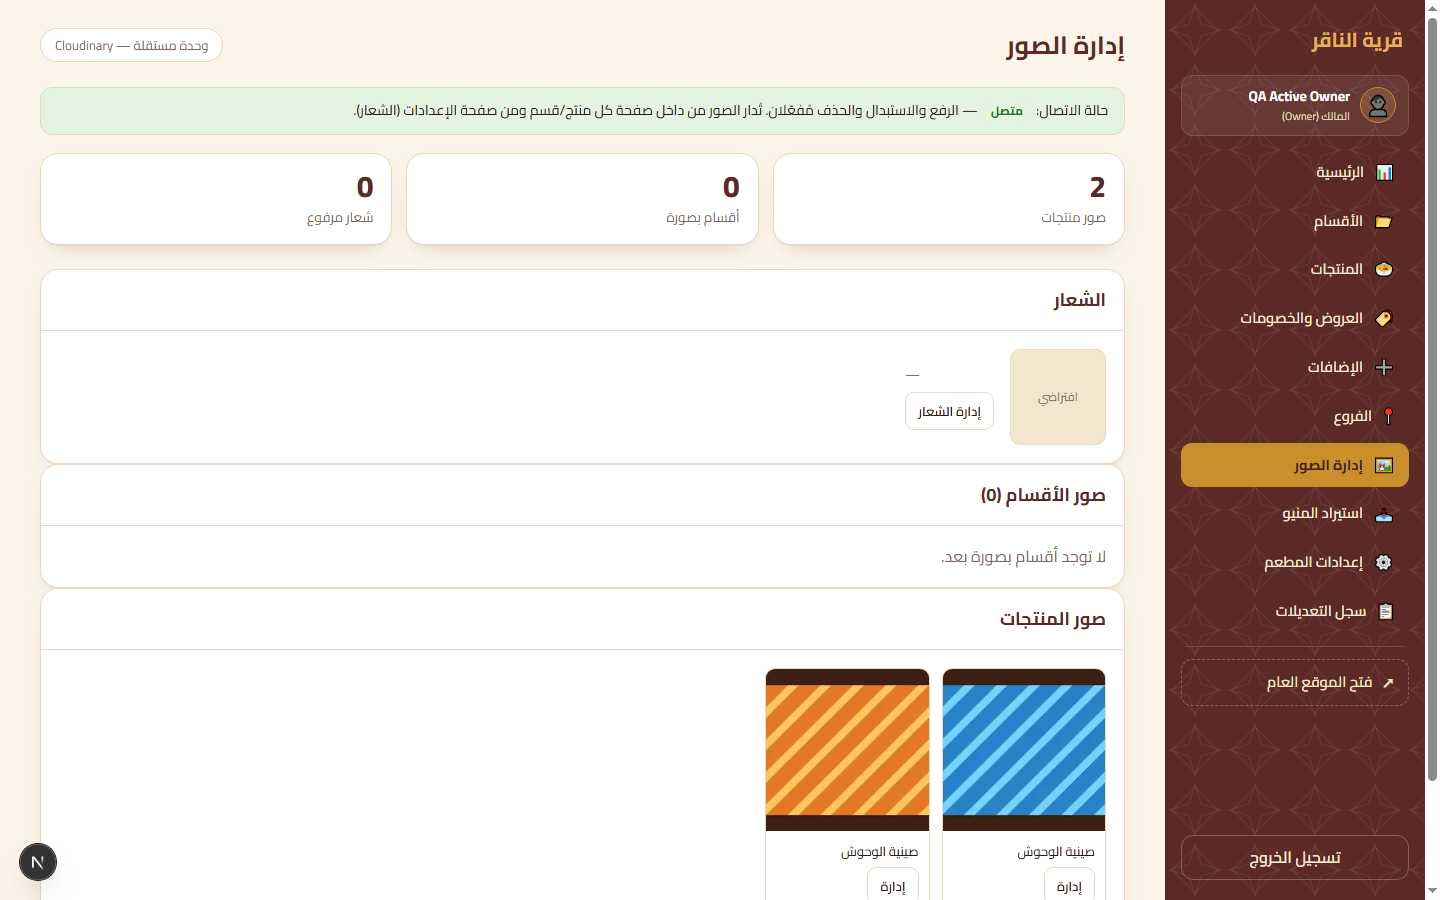 قرية الناقر
QA Active Owner
المالك (Owner)
الرئيسية
الأقسام
المنتجات
العروض والخصومات
الإضافات
الفروع
إدارة الصور
استيراد المنيو
إعدادات المطعم
سجل التعديلات
فتح الموقع العام
تسجيل الخروج
إدارة الصور
وحدة مستقلة — Cloudinary
حالة الاتصال: متصل — الرفع والاستبدال والحذف مُفعّلان. تُدار الصور من داخل صفحة كل منتج/قسم ومن صفحة الإعدادات (الشعار).
2
صور منتجات
0
أقسام بصورة
0
شعار مرفوع
الشعار
افتراضي
—
إدارة الشعار
صور الأقسام (0)
لا توجد أقسام بصورة بعد.
صور المنتجات
صينية الوحوش
إدارة
صينية الوحوش
إدارة
N